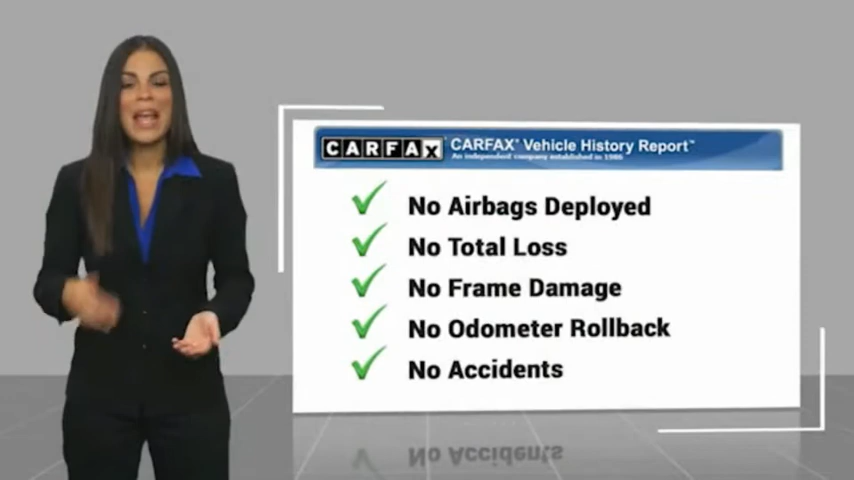 CARFAX CARFAX™ Vehicle History Report™
An independent company established in 1986
No Airbags Deployed
No Total Loss
No Frame Damage
No Odometer Rollback
No Accidents
No Accidents